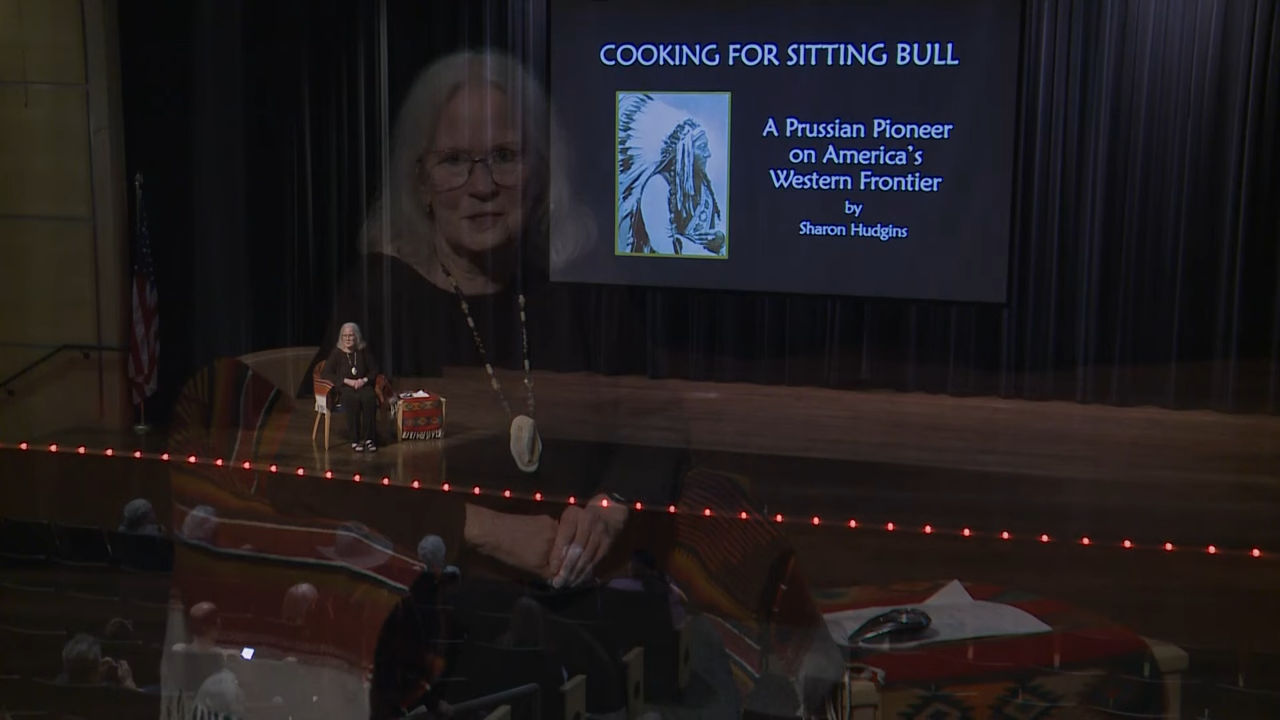 COOKING FOR SITTING BULL
A Prussian Pioneer
on America's
Western Frontier
by
Sharon Hudgins